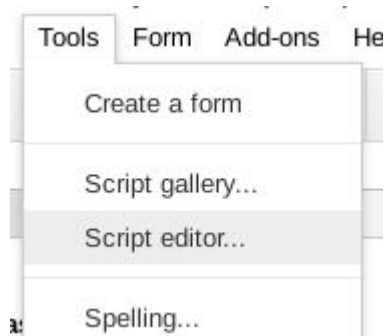 Tools Form Add-ons He
Create a form
Script gallery...
Script editor...
Spelling...